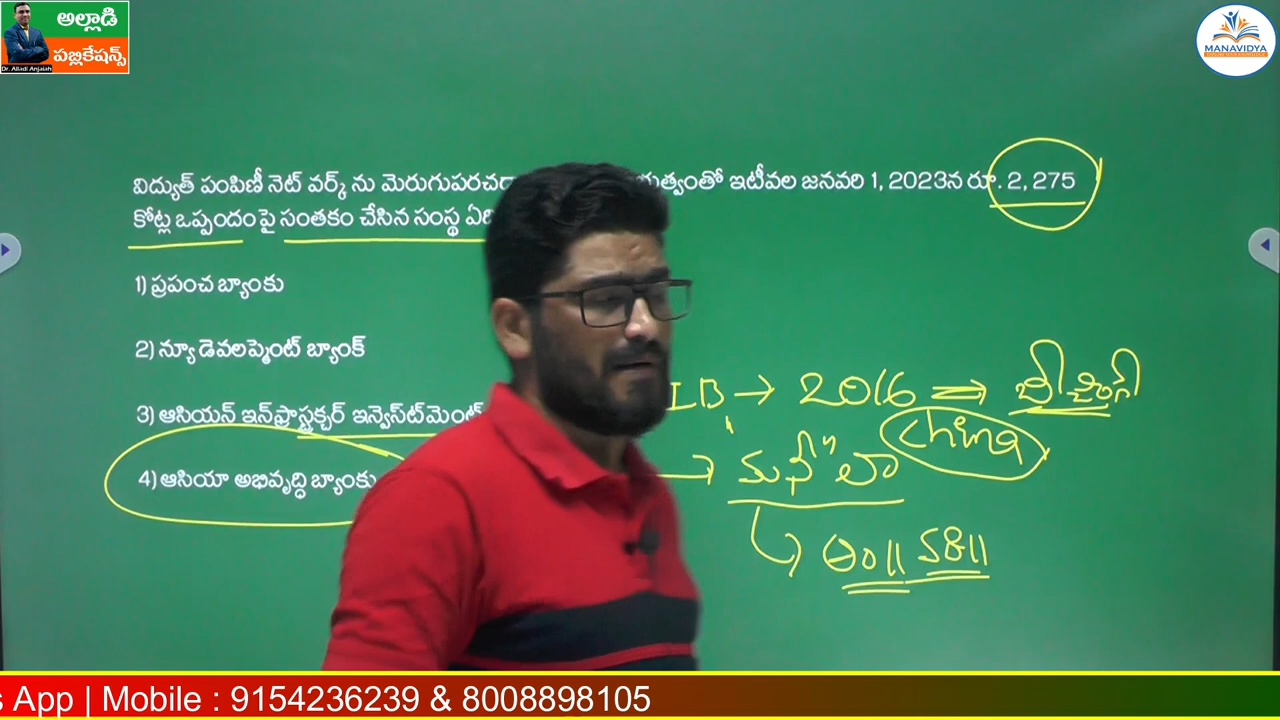 అల్లాడి
పబ్లికేషన్స్
Dr. Alladi Anjaiah
MANAVIDYA
విద్యుత్ పంపిణీ నెట్ వర్క్ ను ఇటీవల జనవరి 1, 2023న రూ. 2, 275
కోట్ల ఒప్పందం పై సంతకం చేసిన సంస్థ
1) ప్రపంచ బ్యాంకు
2) న్యూ డెవలప్మెంట్ బ్యాంక్
3) ఆసియన్ ఇన్‌ఫ్రాస్ట్రక్చర్ ఇన్వెస్ట్‌మెంట్
4) ఆసియా అభివృద్ధి బ్యాంకు
IB → 2016 ⇒
China
మనీలా
App | Mobile : 9154236239 & 8008898105